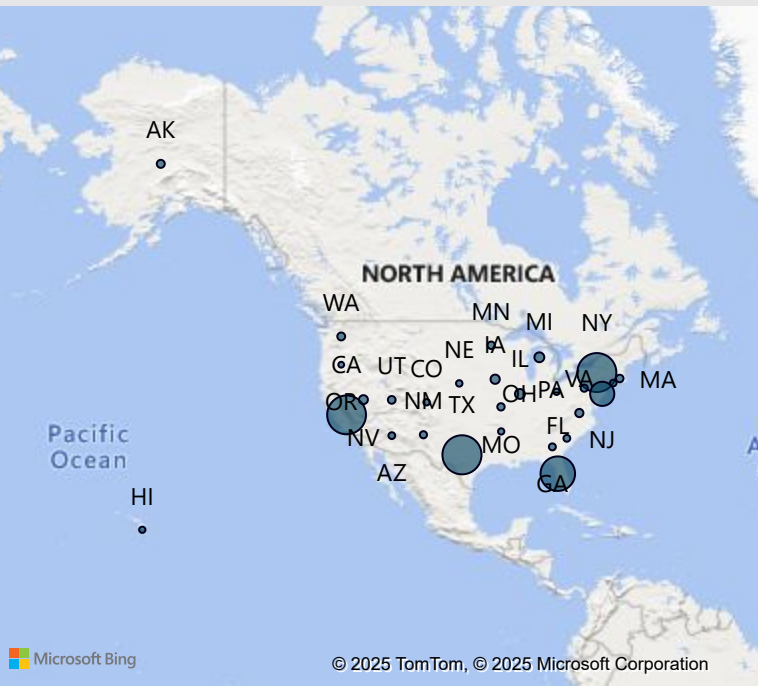 AK
NORTH AMERICA
WA
MN
MI
NY
NE
IA
IL
CA
UT
CO
VA
MA
OH
PA
OR
NM
TX
FL
NV
MO
NJ
AZ
GA
Pacific
Ocean
HI
A
Microsoft Bing
© 2025 TomTom, © 2025 Microsoft Corporation